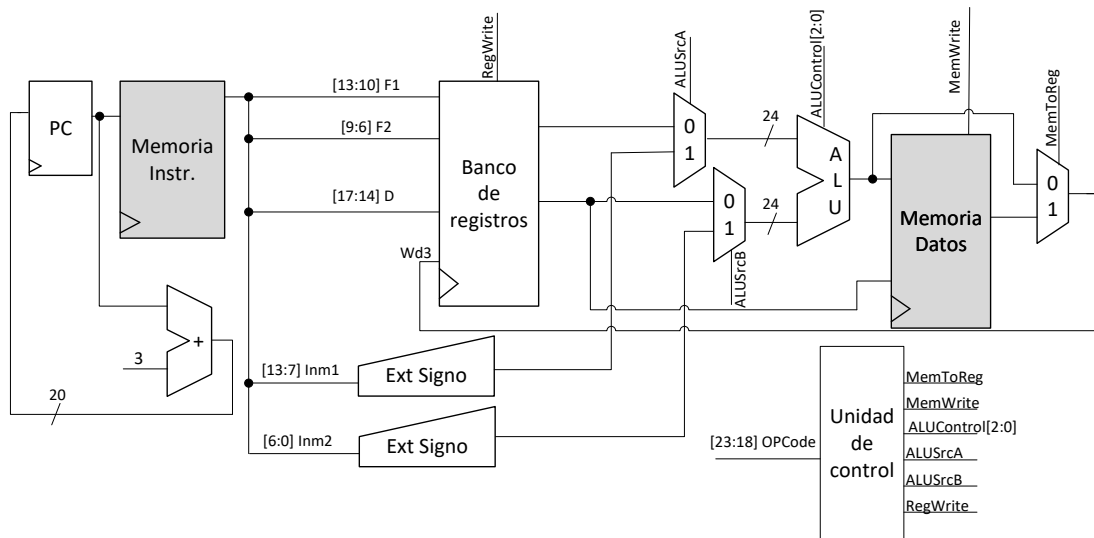 PC
Memoria
Instr.
[13:10] F1
[9:6] F2
[17:14] D
RegWrite
Banco
de
registros
Wd3
ALUSrcA
0
1
0
1
ALUSrcB
24
24
ALUControl[2:0]
A
L
U
MemWrite
Memoria
Datos
MemToReg
0
1
+
3
20
[13:7] Inm1
Ext Signo
[6:0] Inm2
Ext Signo
[23:18] OPCode
Unidad
de
control
MemToReg
MemWrite
ALUControl[2:0]
ALUSrcA
ALUSrcB
RegWrite